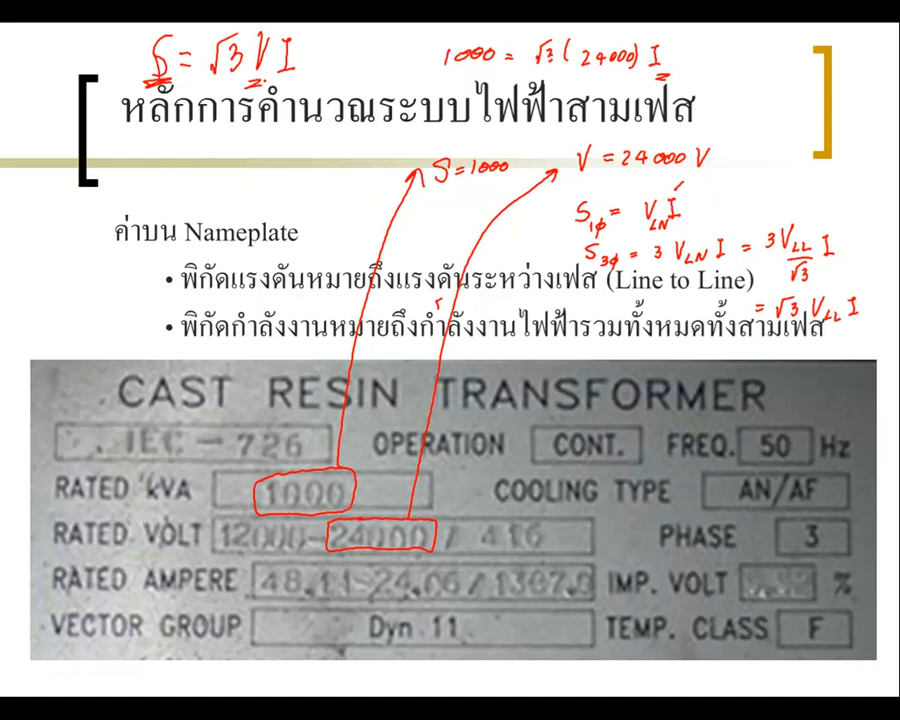 S = √3 V I
1000 = √3 (24000) I
หลักการคำนวณระบบไฟฟ้าสามเฟส
S = 1000
V = 24000 V
S1φ = VLN I
ค่าบน Nameplate
S3φ = 3 VLN I = 3 VLL/√3 I
• พิกัดแรงดันหมายถึงแรงดันระหว่างเฟส (Line to Line)
= √3 VLL I
• พิกัดกำลังงานหมายถึงกำลังงานไฟฟ้ารวมทั้งหมดทั้งสามเฟส
CAST RESIN TRANSFORMER
IEC-726 OPERATION CONT. FREQ. 50 Hz
RATED kVA 1000 COOLING TYPE AN/AF
RATED VOLT 12000-24000 / 416 PHASE 3
RATED AMPERE 48.11-24.06 / 1387.9 IMP. VOLT %
VECTOR GROUP Dyn 11 TEMP. CLASS F